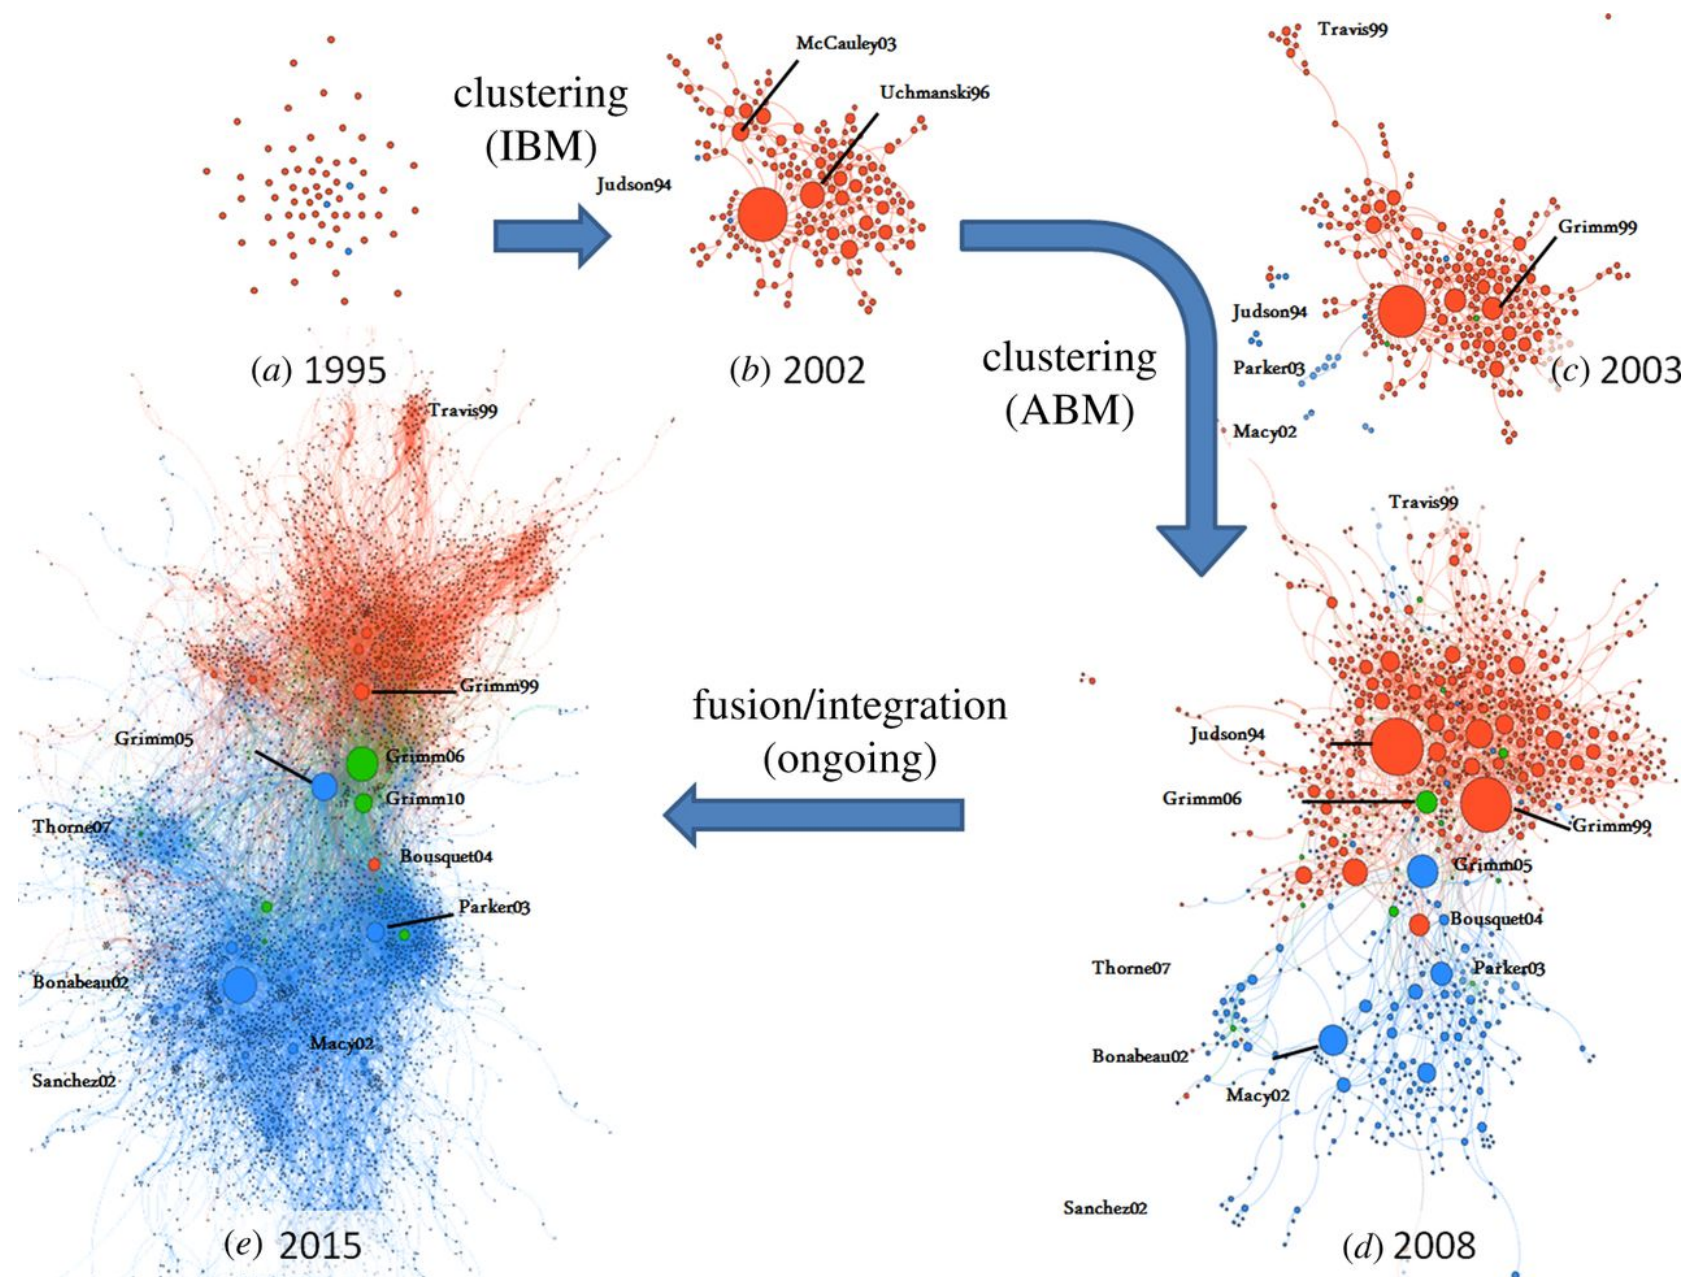 McCauley03
Uchmanski96
clustering
(IBM)
Judson94
(a) 1995
(b) 2002
Travis99
Grimm99
Judson94
Parker03
(c) 2003
Macy02
clustering
(ABM)
Travis99
Judson94
Grimm06
Grimm99
Grimm05
Bousquet04
Thorne07
Parker03
Bonabeau02
Macy02
Sanchez02
(d) 2008
fusion/integration
(ongoing)
Travis99
Grimm99
Grimm05
Grimm06
Grimm10
Thorne07
Bousquet04
Parker03
Bonabeau02
Macy02
Sanchez02
(e) 2015